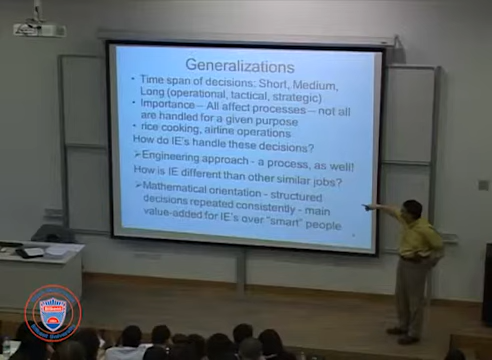 Generalizations
• Time span of decisions: Short, Medium,
Long (operational, tactical, strategic)
• Importance – All affect processes – not all
are handled for a given purpose
• rice cooking, airline operations
How do IE's handle these decisions?
➢Engineering approach - a process, as well!
How is IE different than other similar jobs?
➢Mathematical orientation - structured
decisions repeated consistently - main
value-added for IE's over "smart" people